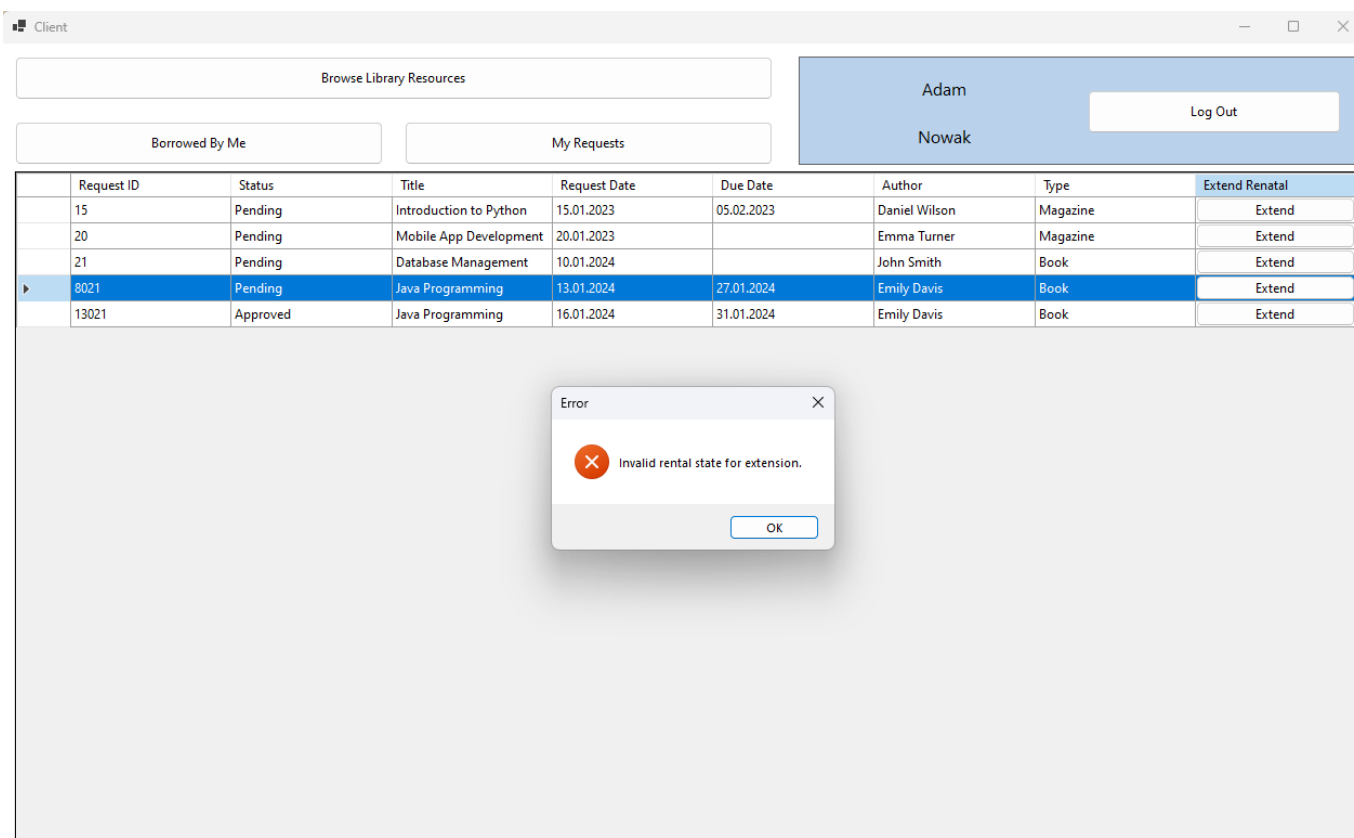 Client
Browse Library Resources
Adam
Log Out
Borrowed By Me My Requests
Nowak
Request ID Status Title Request Date Due Date Author Type Extend Renatal
15 Pending Introduction to Python 15.01.2023 05.02.2023 Daniel Wilson Magazine Extend
20 Pending Mobile App Development 20.01.2023 Emma Turner Magazine Extend
21 Pending Database Management 10.01.2024 John Smith Book Extend
8021 Pending Java Programming 13.01.2024 27.01.2024 Emily Davis Book Extend
13021 Approved Java Programming 16.01.2024 31.01.2024 Emily Davis Book Extend
Error
Invalid rental state for extension.
OK